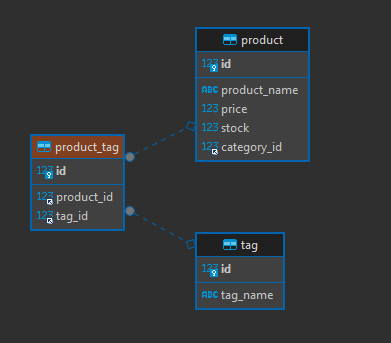 product
123 id
ABC product_name
123 price
123 stock
123 category_id
product_tag
123 id
123 product_id
123 tag_id
tag
123 id
ABC tag_name